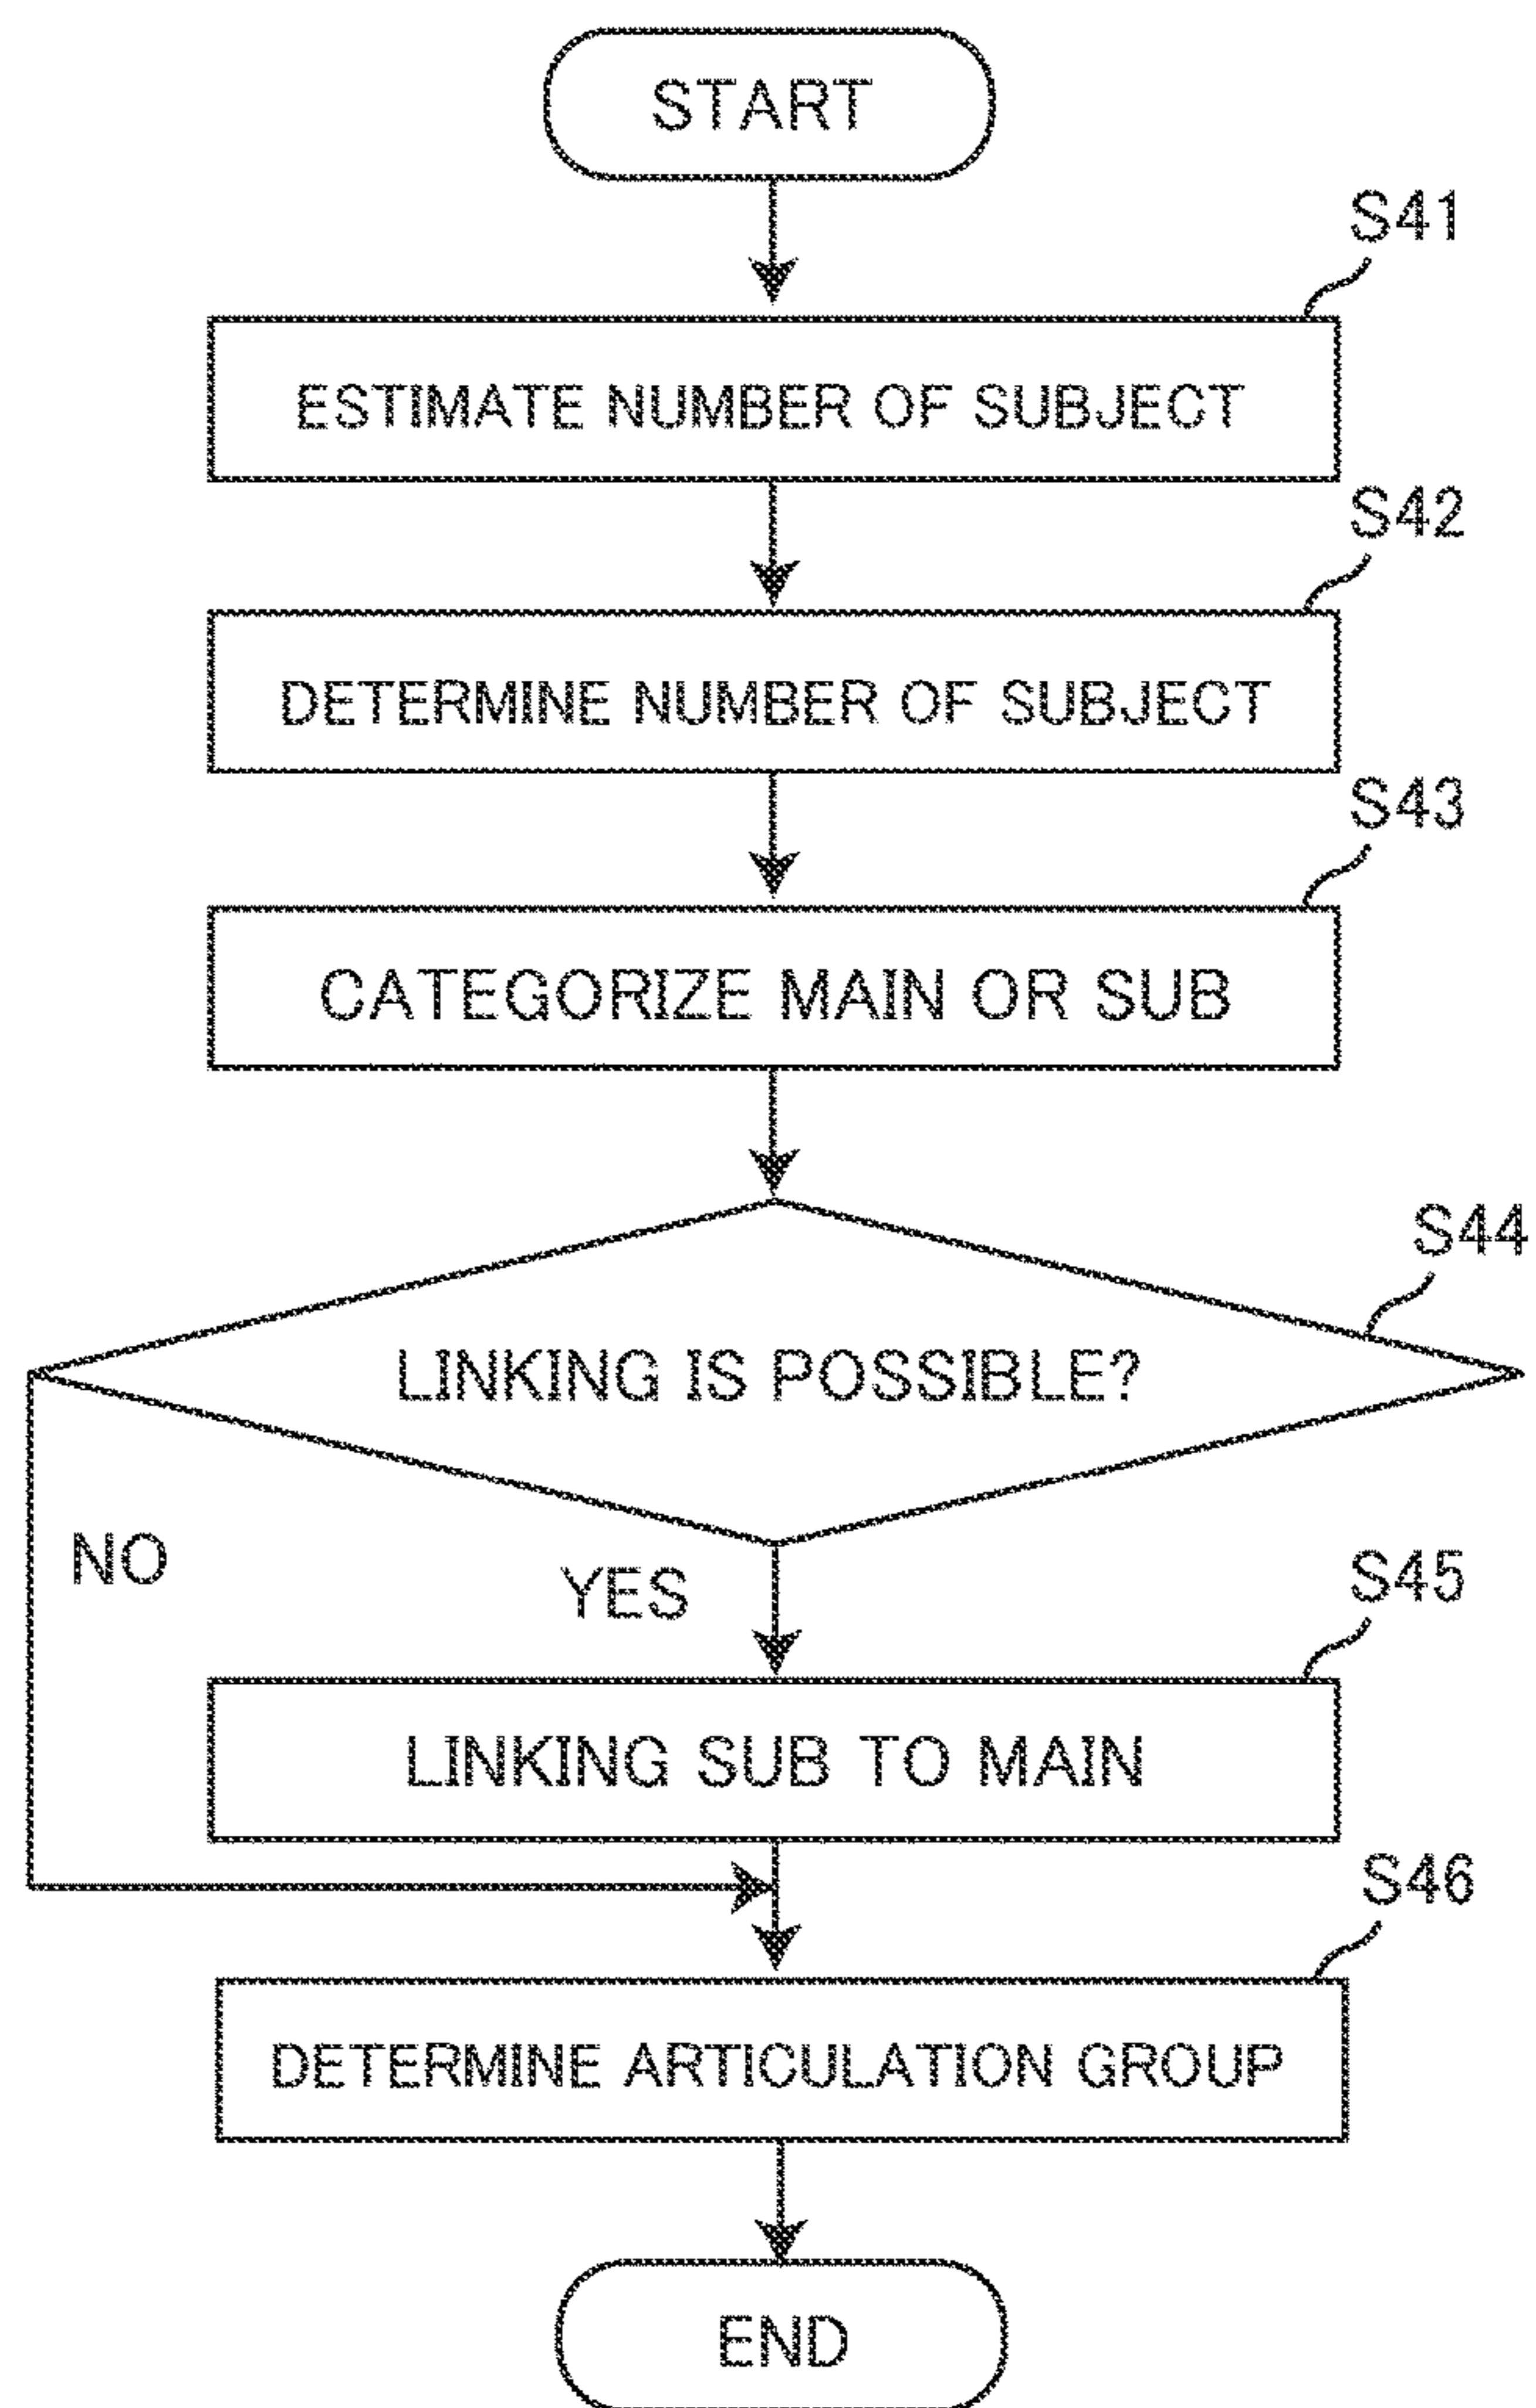 START
S41
ESTIMATE NUMBER OF SUBJECT
S42
DETERMINE NUMBER OF SUBJECT
S43
CATEGORIZE MAIN OR SUB
S44
LINKING IS POSSIBLE?
NO
YES
S45
LINKING SUB TO MAIN
S46
DETERMINE ARTICULATION GROUP
END